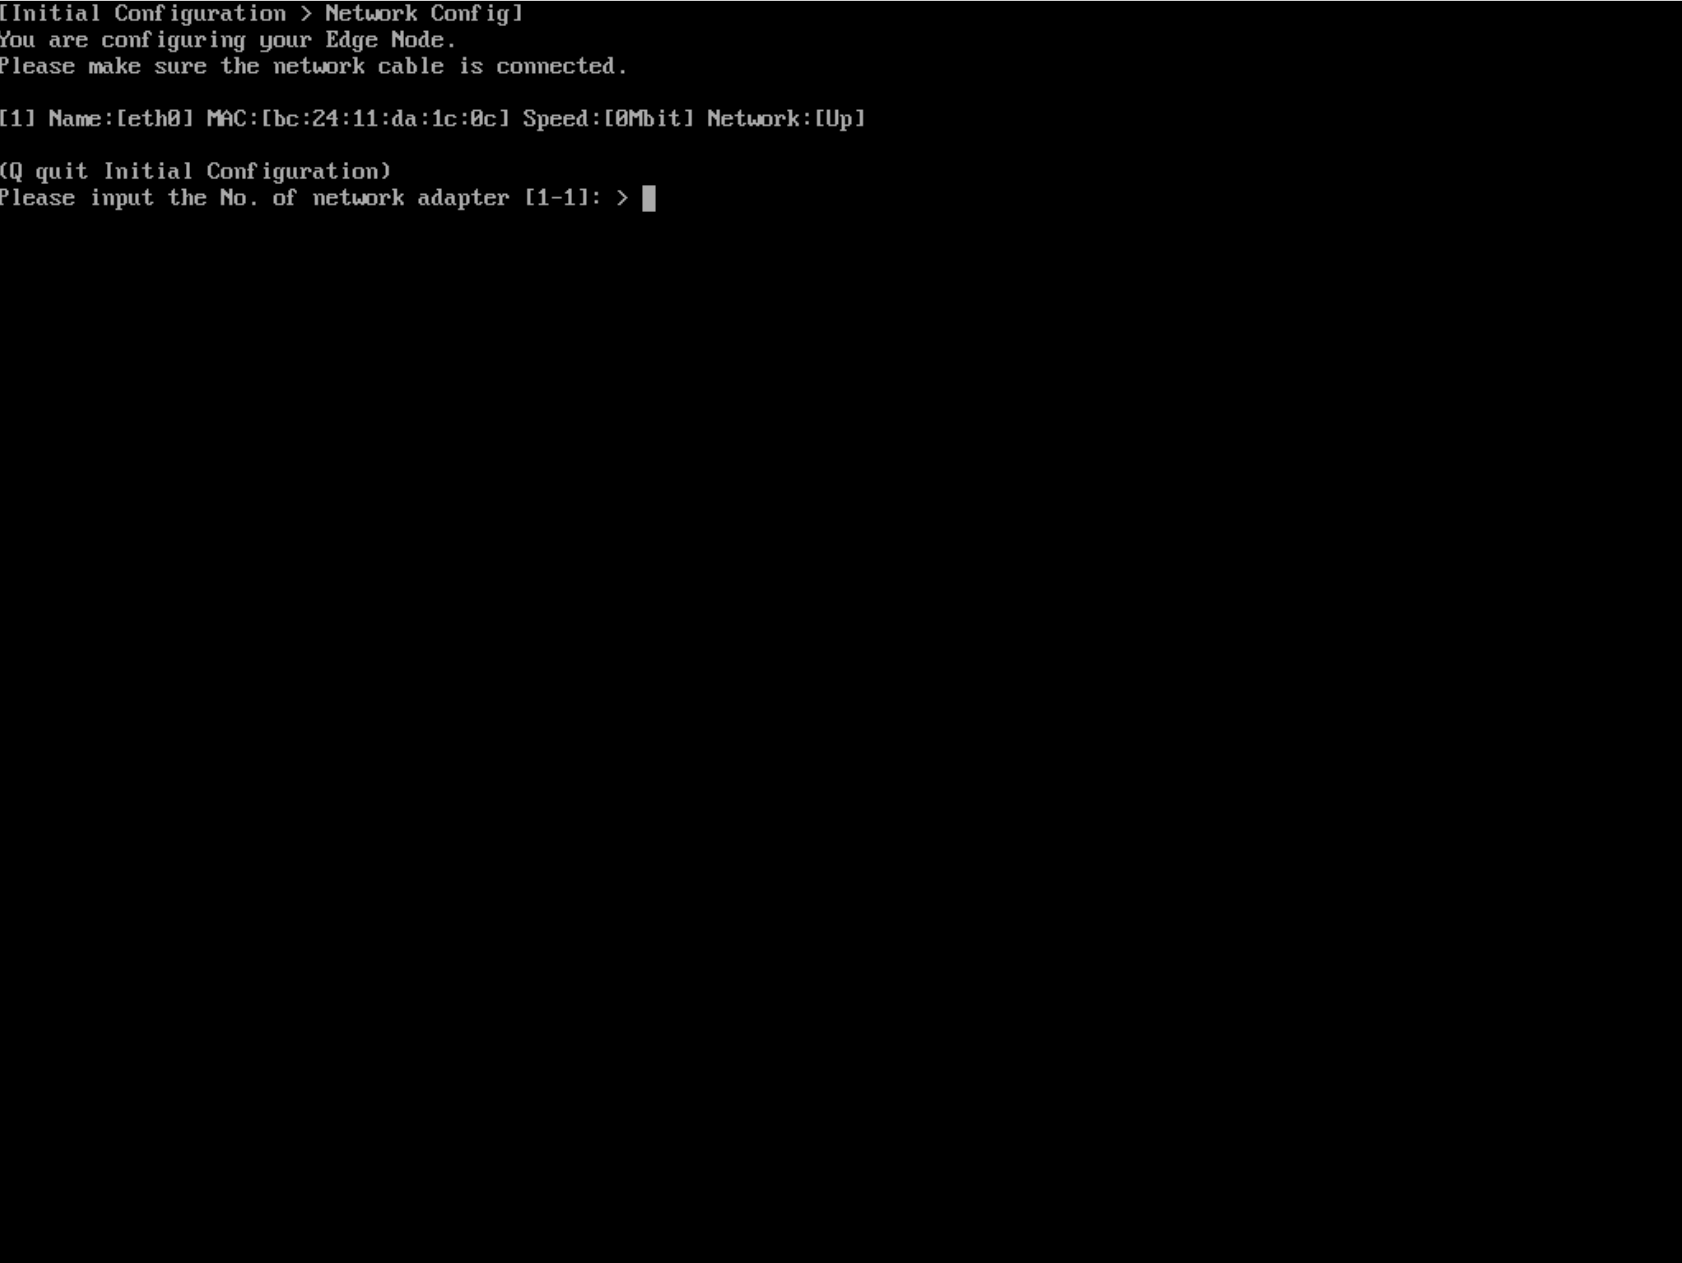 [Initial Configuration > Network Config]
You are configuring your Edge Node.
Please make sure the network cable is connected.
[1] Name:[eth0] MAC:[bc:24:11:da:1c:0c] Speed:[0Mbit] Network:[Up]
(Q quit Initial Configuration)
Please input the No. of network adapter [1-1]: >